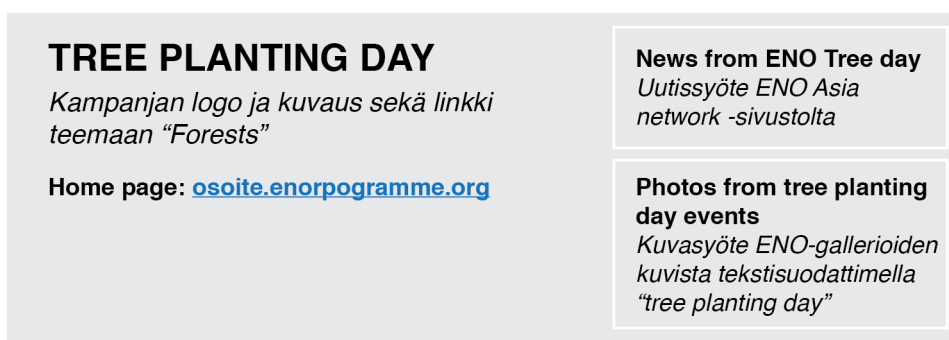 TREE PLANTING DAY
Kampanjan logo ja kuvaus sekä linkki
teemaan “Forests”
Home page: osoite.enorpogramme.org
News from ENO Tree day
Uutissyöte ENO Asia
network -sivustolta
Photos from tree planting
day events
Kuvasyöte ENO-gallerioiden
kuvista tekstisuodattimella
“tree planting day”